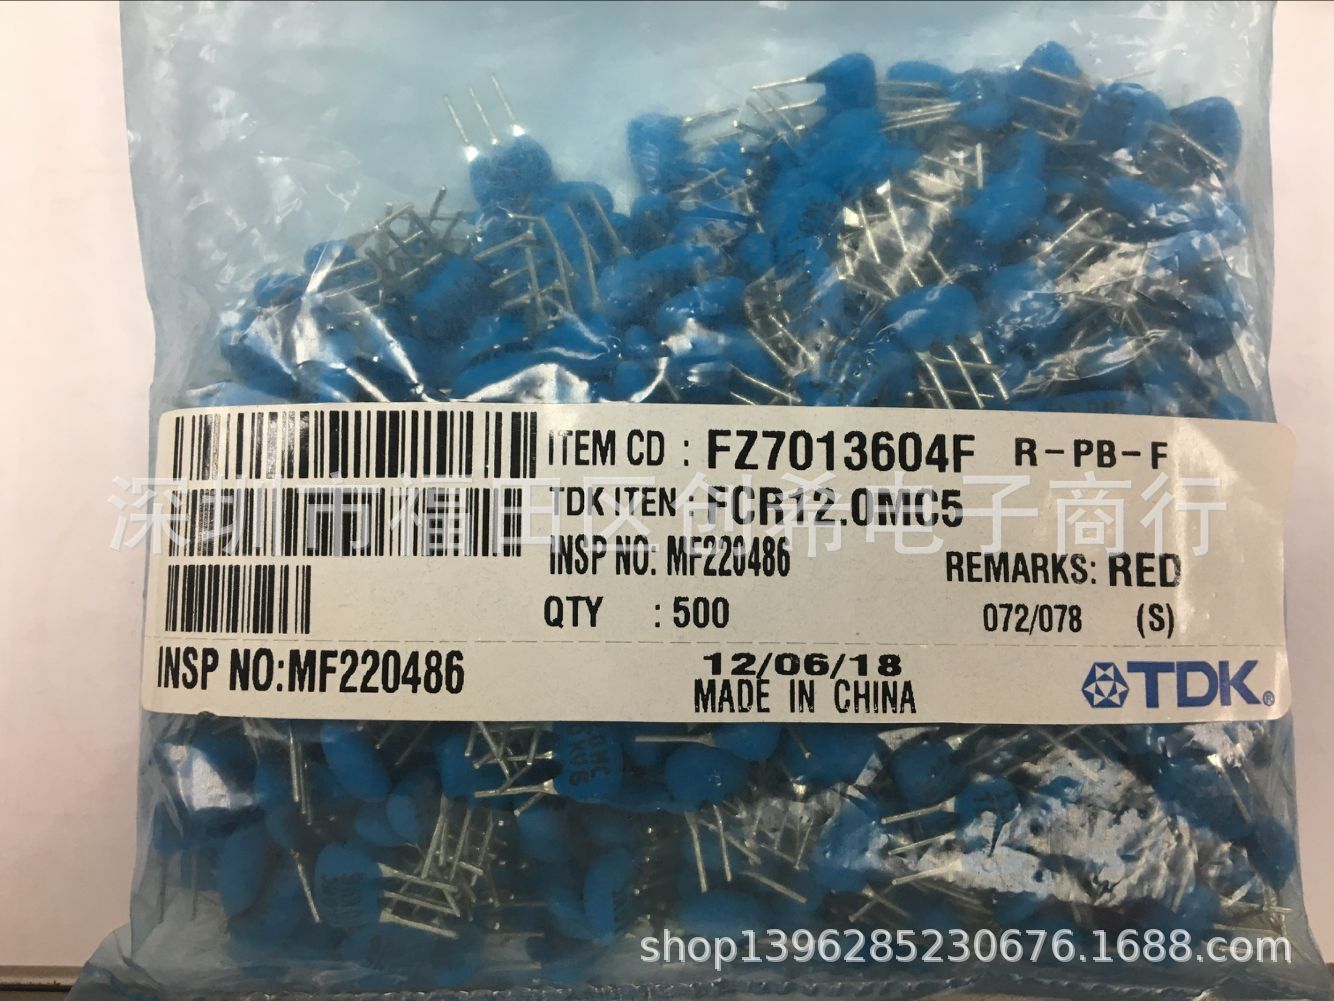 ITEM CD : FZ7013604F R-PB-F
深圳市福田区创希电子商行
TDK ITEN : FCR12.0MC5
INSP NO: MF220486
REMARKS: RED
QTY : 500
072/078 (S)
INSP NO:MF220486
12/06/18
MADE IN CHINA
TDK®
shop1396285230676.1688.com